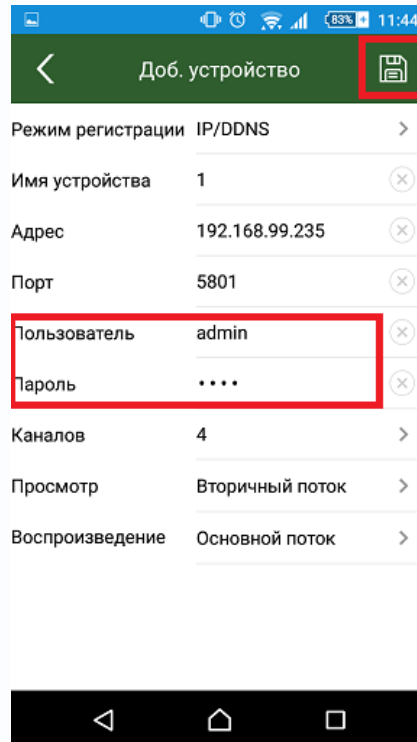 83% 11:44
Доб. устройство
Режим регистрации IP/DDNS
Имя устройства 1
Адрес 192.168.99.235
Порт 5801
Пользователь admin
Пароль ••••
Каналов 4
Просмотр Вторичный поток
Воспроизведение Основной поток